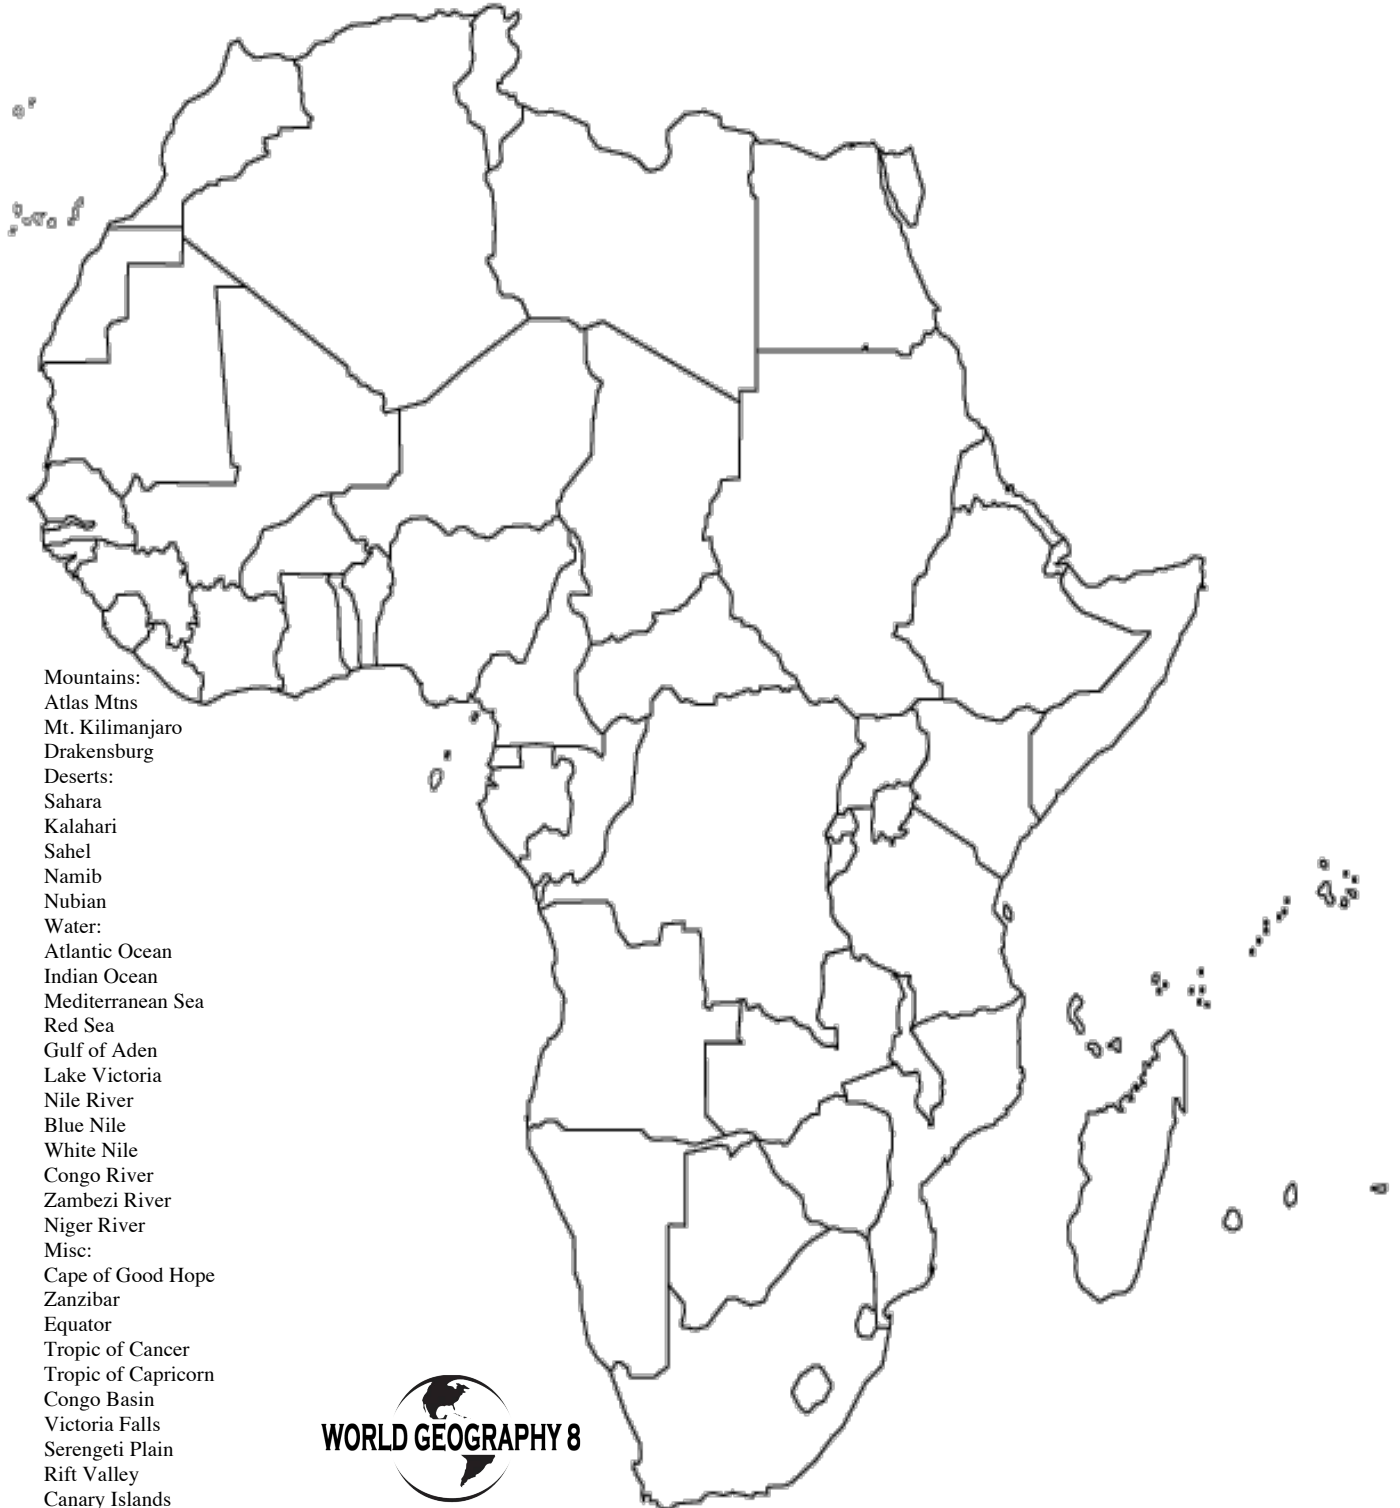 Mountains:
Atlas Mtns
Mt. Kilimanjaro
Drakensburg
Deserts:
Sahara
Kalahari
Sahel
Namib
Nubian
Water:
Atlantic Ocean
Indian Ocean
Mediterranean Sea
Red Sea
Gulf of Aden
Lake Victoria
Nile River
Blue Nile
White Nile
Congo River
Zambezi River
Niger River
Misc:
Cape of Good Hope
Zanzibar
Equator
Tropic of Cancer
Tropic of Capricorn
Congo Basin
Victoria Falls
Serengeti Plain
Rift Valley
Canary Islands
WORLD GEOGRAPHY 8